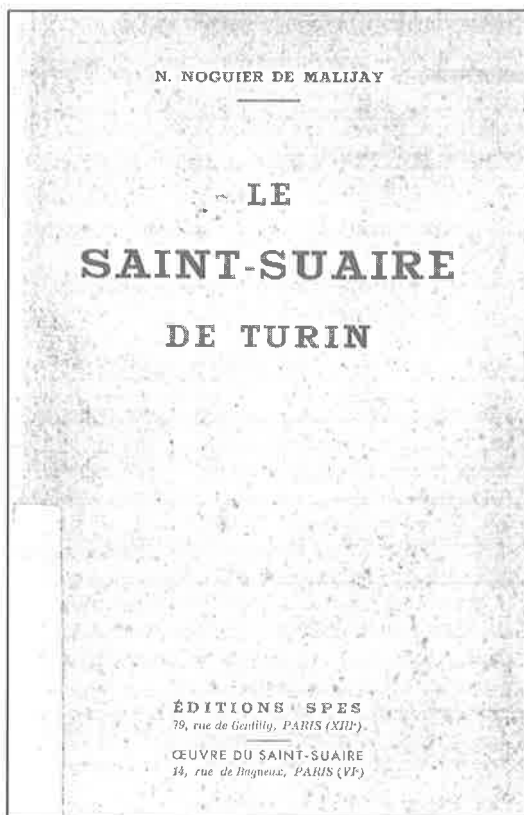 N. NOGUIER DE MALIJAY
LE
SAINT-SUAIRE
DE TURIN
ÉDITIONS SPES
79, rue de Gentilly, PARIS (XIIIᵉ).
ŒUVRE DU SAINT-SUAIRE
14, rue de Bagneux, PARIS (VIᵉ)